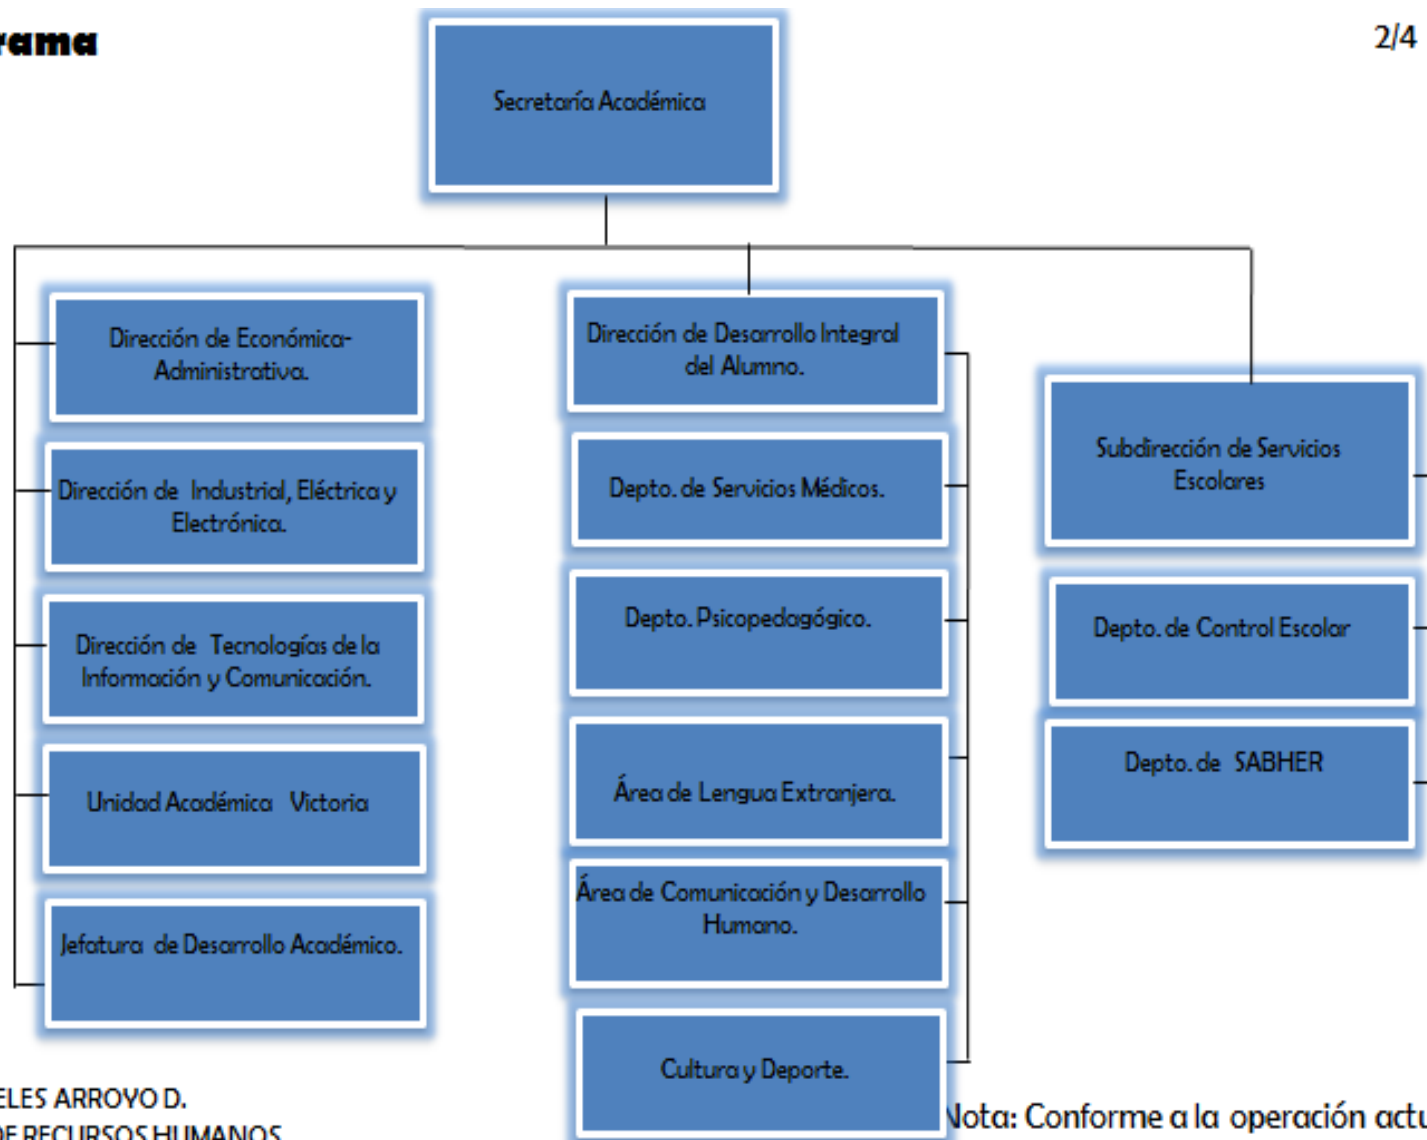 rama
2/4
Secretaría Académica
Dirección de Económica-
Administrativa.
Dirección de Industrial, Eléctrica y
Electrónica.
Dirección de Tecnologías de la
Información y Comunicación.
Unidad Académica Victoria
Jefatura de Desarrollo Académico.
Dirección de Desarrollo Integral
del Alumno.
Depto. de Servicios Médicos.
Depto. Psicopedagógico.
Área de Lengua Extranjera.
Área de Comunicación y Desarrollo
Humano.
Cultura y Deporte.
Subdirección de Servicios
Escolares
Depto. de Control Escolar
Depto. de SABHER
ELES ARROYO D.
DE RECURSOS HUMANOS
Nota: Conforme a la operación actu